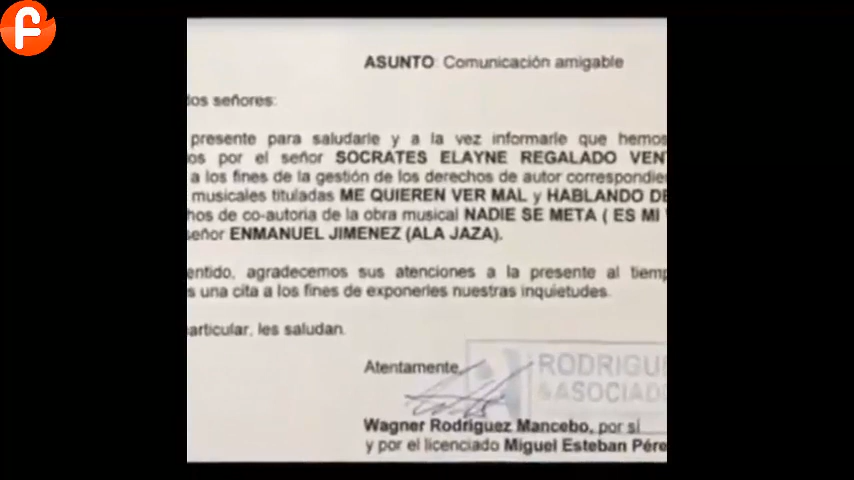 f
ASUNTO: Comunicación amigable
dos señores:
presente para saludarle y a la vez informarle que hemos
os por el señor SOCRATES ELAYNE REGALADO VEN
a los fines de la gestión de los derechos de autor correspondie
musicales tituladas ME QUIEREN VER MAL y HABLANDO DE
hos de co-autoria de la obra musical NADIE SE META ( ES MI
señor ENMANUEL JIMENEZ (ALA JAZA).
entido, agradecemos sus atenciones a la presente al tiemp
s una cita a los fines de exponerles nuestras inquietudes.
articular, les saludan.
Atentamente,
RODRIGU
& ASOCIAD
Wagner Rodriguez Mancebo, por sí
y por el licenciado Miguel Esteban Pére